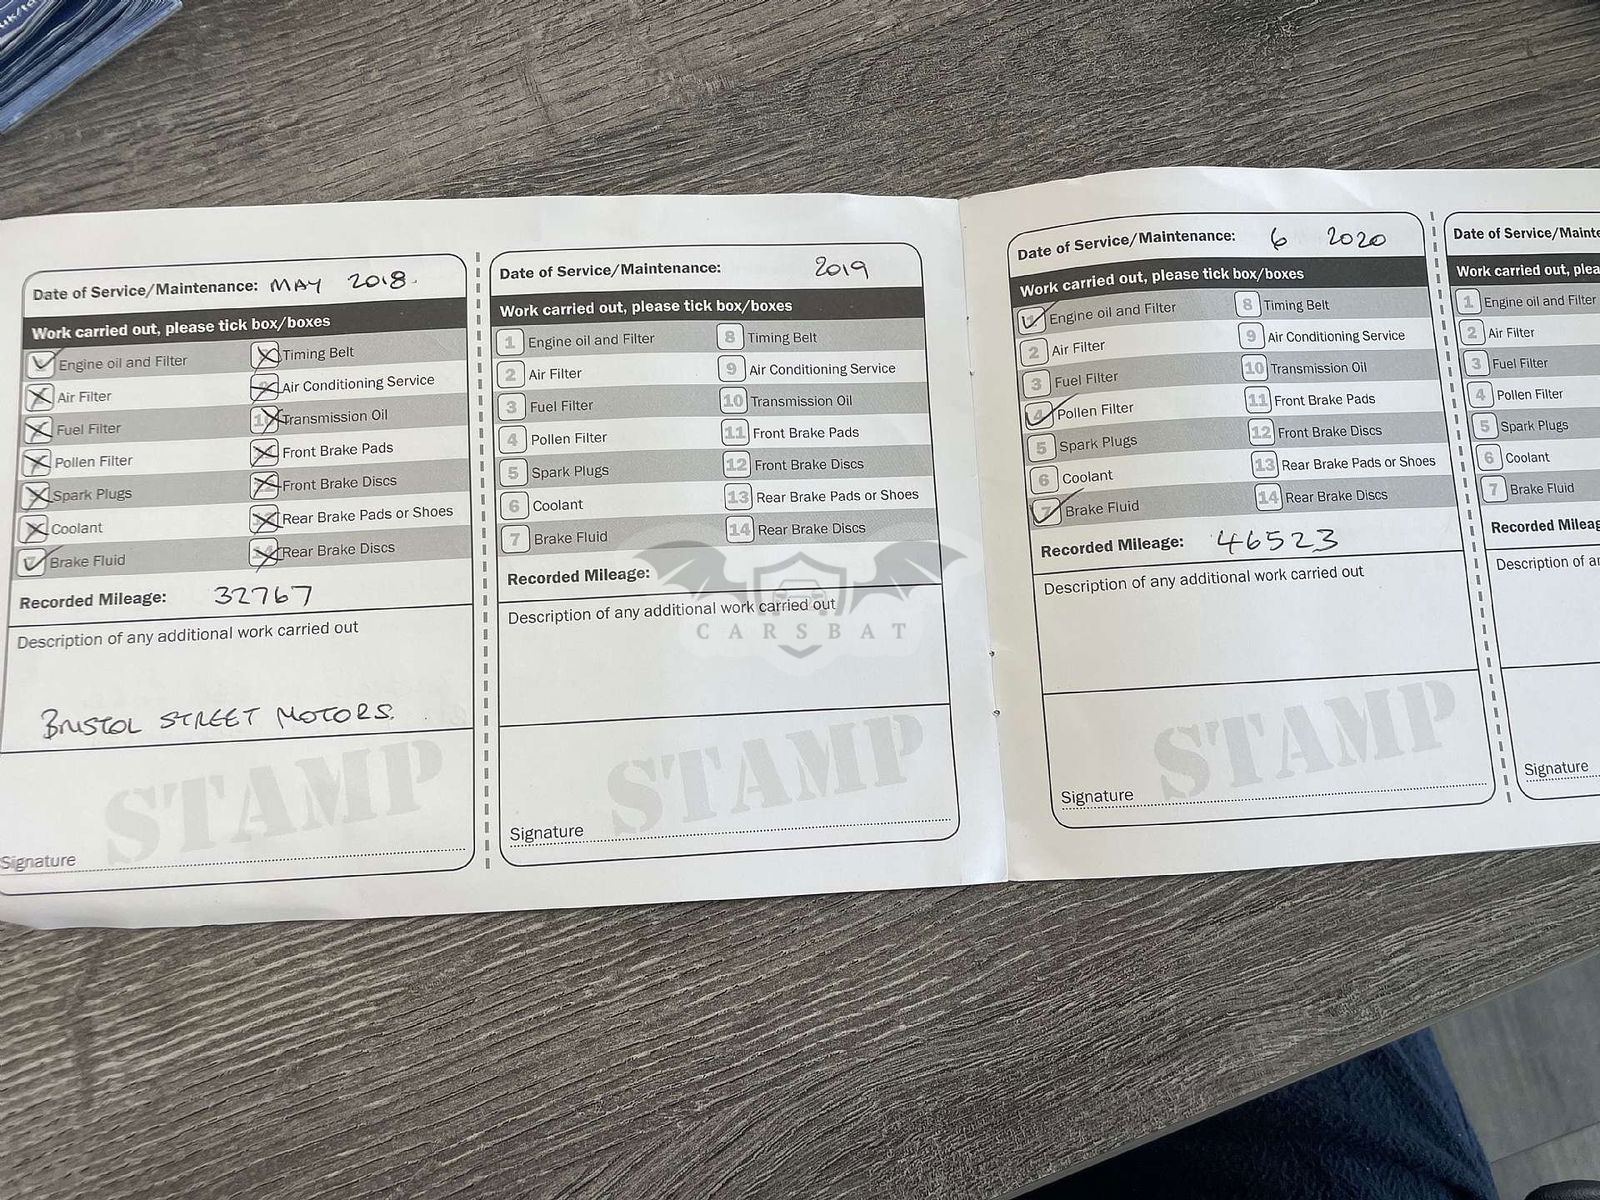 Date of Service/Maintenance: MAY 2018.
Work carried out, please tick box/boxes
Engine oil and Filter Timing Belt
Air Filter Air Conditioning Service
Fuel Filter 10 Transmission Oil
Pollen Filter Front Brake Pads
Spark Plugs Front Brake Discs
Coolant Rear Brake Pads or Shoes
7 Brake Fluid Rear Brake Discs
Recorded Mileage: 32767
Description of any additional work carried out
BRISTOL STREET MOTORS.
STAMP
Signature
Date of Service/Maintenance: 2019
Work carried out, please tick box/boxes
1 Engine oil and Filter 8 Timing Belt
2 Air Filter 9 Air Conditioning Service
3 Fuel Filter 10 Transmission Oil
4 Pollen Filter 11 Front Brake Pads
5 Spark Plugs 12 Front Brake Discs
6 Coolant 13 Rear Brake Pads or Shoes
7 Brake Fluid 14 Rear Brake Discs
Recorded Mileage:
Description of any additional work carried out
CARSBAT
STAMP
Signature
Date of Service/Maintenance: 6 2020
Work carried out, please tick box/boxes
1 Engine oil and Filter 8 Timing Belt
2 Air Filter 9 Air Conditioning Service
3 Fuel Filter 10 Transmission Oil
4 Pollen Filter 11 Front Brake Pads
5 Spark Plugs 12 Front Brake Discs
6 Coolant 13 Rear Brake Pads or Shoes
7 Brake Fluid 14 Rear Brake Discs
Recorded Mileage: 46523
Description of any additional work carried out
STAMP
Signature
Date of Service/Mainte
Work carried out, plea
1 Engine oil and Filter
2 Air Filter
3 Fuel Filter
4 Pollen Filter
5 Spark Plugs
6 Coolant
7 Brake Fluid
Recorded Mileag
Description of ar
Signature